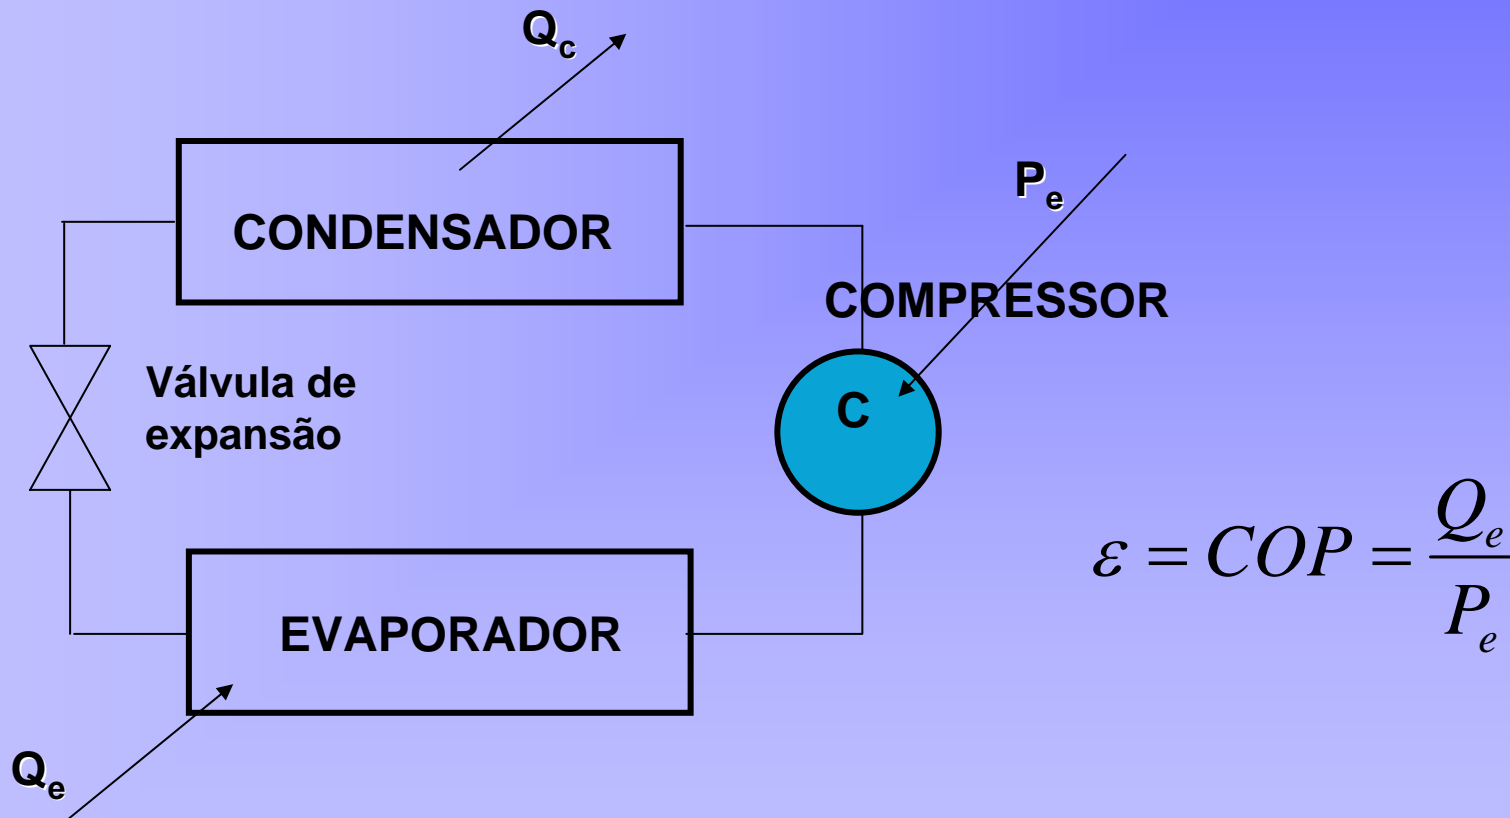 Qc
CONDENSADOR
Pe
COMPRESSOR
Válvula de
expansão
C
ε = COP = Qe / Pe
EVAPORADOR
Qe